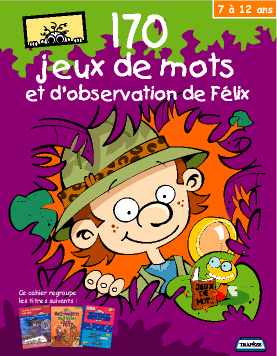 7 à 12 ans
170
jeux de mots
et d'observation de Félix
JEUX
DE
MOTS
Ce cahier regroupe
les titres suivants :
TRAPÈZE